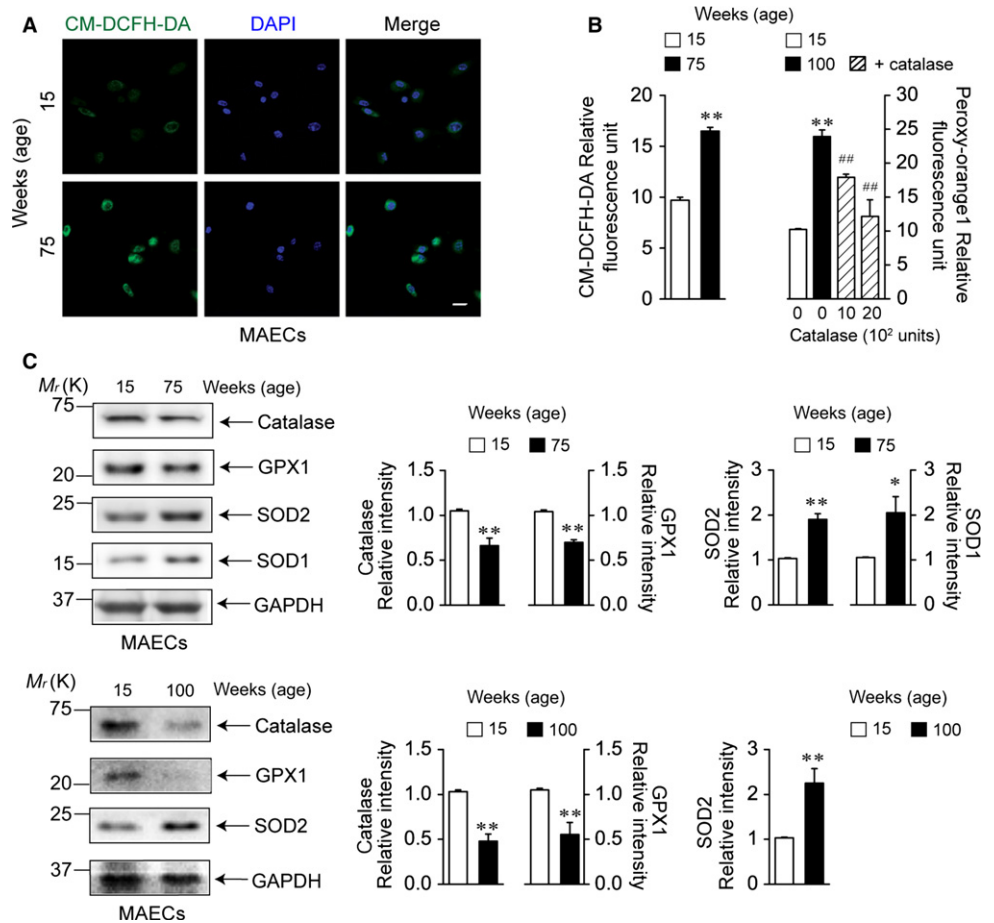 A
CM-DCFH-DA DAPI Merge
Weeks (age)
15
75
MAECs
B
Weeks (age)
15 15
75 100 + catalase
CM-DCFH-DA Relative
fluorescence unit
20
15
10
5
0
**
** ## ##
30
25
20
15
10
5
0
Peroxy-orange1 Relative
fluorescence unit
0 0 10 20
Catalase (10² units)
C
Mr (K) 15 75 Weeks (age)
75 Catalase
20 GPX1
25 SOD2
15 SOD1
37 GAPDH
MAECs
Weeks (age)
15 75
Catalase
Relative intensity
1.5
1.0
0.5
0.0
**
**
1.5
1.0
0.5
0.0
GPX1
Relative intensity
Weeks (age)
15 75
SOD2
Relative intensity
3
2
1
0
**
*
3
2
1
0
SOD1
Relative intensity
Mr (K) 15 100 Weeks (age)
75 Catalase
20 GPX1
25 SOD2
37 GAPDH
MAECs
Weeks (age)
15 100
Catalase
Relative intensity
1.5
1.0
0.5
0.0
**
**
1.5
1.0
0.5
0.0
GPX1
Relative intensity
Weeks (age)
15 100
SOD2
Relative intensity
3
2
1
0
**